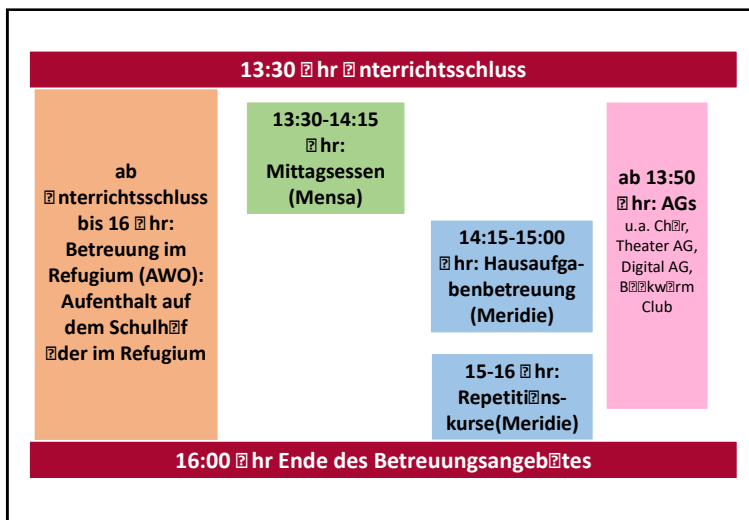 13:30 ⍰hr ⍰nterrichtsschluss
ab
⍰nterrichtsschluss
bis 16 ⍰hr:
Betreuung im
Refugium (AWO):
Aufenthalt auf
dem Schulh⍰f
⍰der im Refugium
13:30-14:15
⍰hr:
Mittagsessen
(Mensa)
14:15-15:00
⍰hr: Hausaufga-
benbetreuung
(Meridie)
15-16 ⍰hr:
Repetiti⍰ns-
kurse(Meridie)
ab 13:50
⍰hr: AGs
u.a. Ch⍰r,
Theater AG,
Digital AG,
B⍰⍰kw⍰rm
Club
16:00 ⍰hr Ende des Betreuungsangeb⍰tes